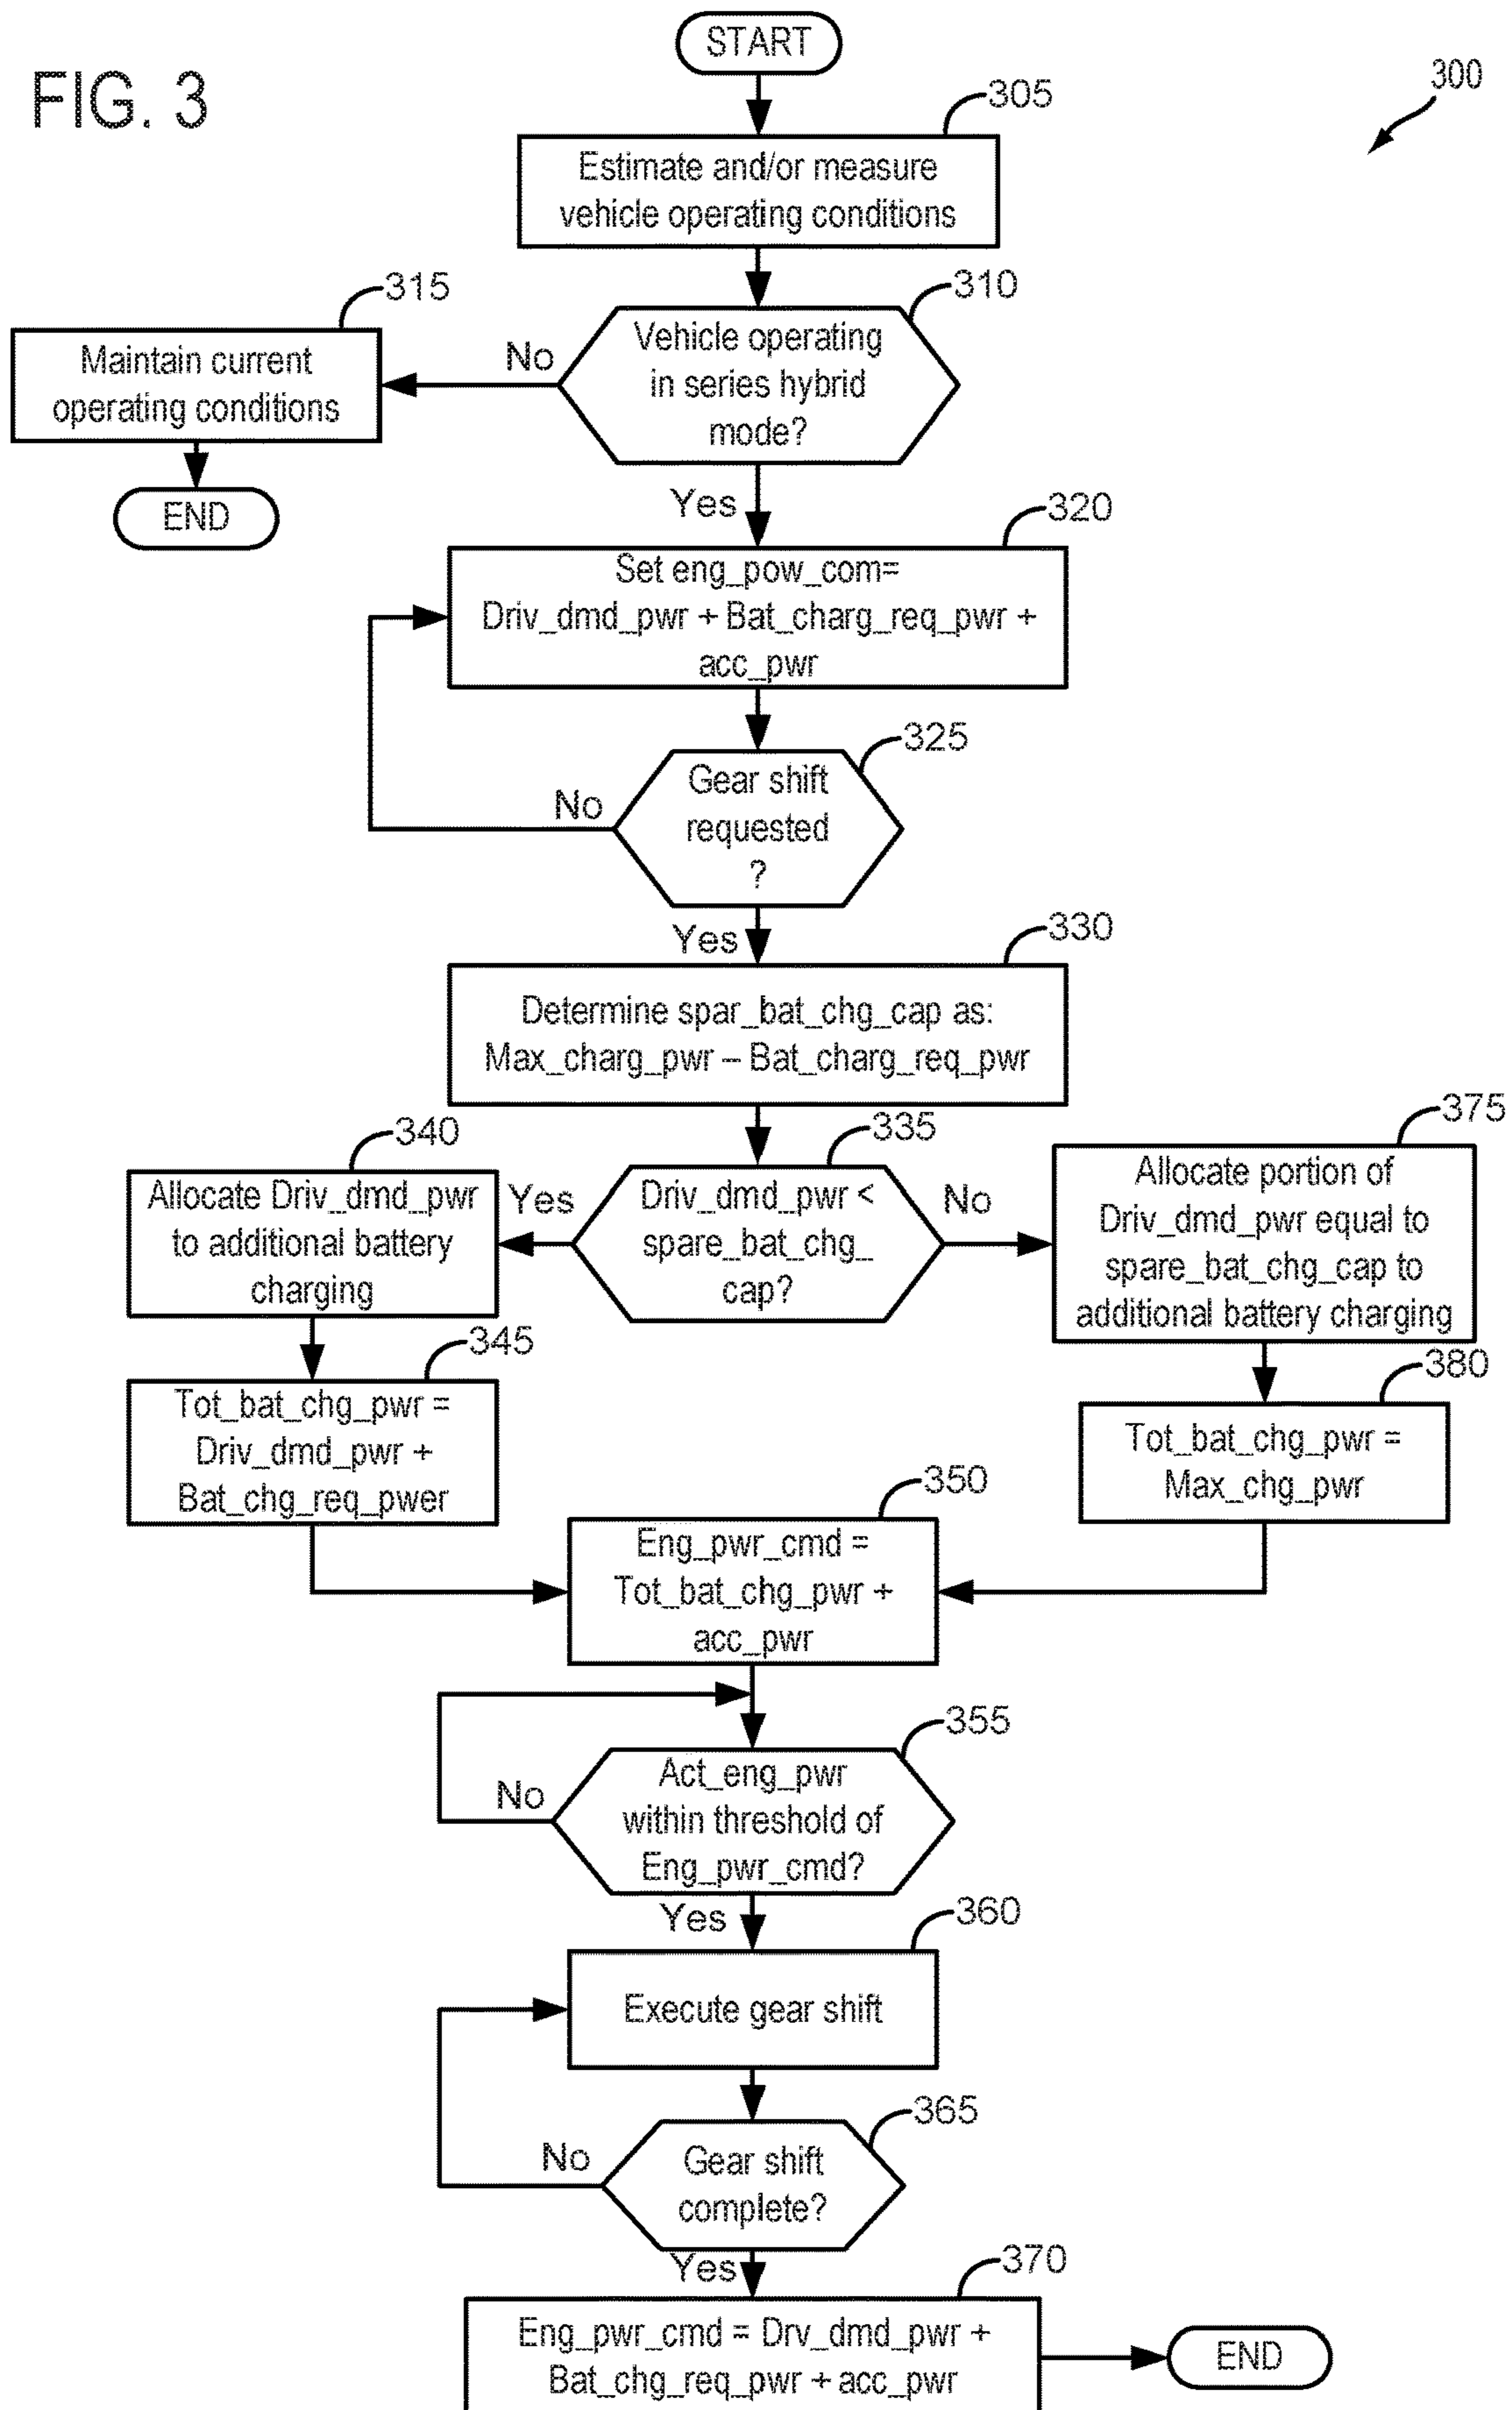 FIG. 3
300
START
305
Estimate and/or measure
vehicle operating conditions
310
Vehicle operating
in series hybrid
mode?
No
315
Maintain current
operating conditions
END
Yes
320
Set eng_pow_com=
Driv_dmd_pwr + Bat_charg_req_pwr +
acc_pwr
325
Gear shift
requested
?
No
Yes
330
Determine spar_bat_chg_cap as:
Max_charg_pwr – Bat_charg_req_pwr
335
Driv_dmd_pwr <
spare_bat_chg_
cap?
Yes
340
Allocate Driv_dmd_pwr
to additional battery
charging
345
Tot_bat_chg_pwr =
Driv_dmd_pwr +
Bat_chg_req_pwer
No
375
Allocate portion of
Driv_dmd_pwr equal to
spare_bat_chg_cap to
additional battery charging
380
Tot_bat_chg_pwr =
Max_chg_pwr
350
Eng_pwr_cmd =
Tot_bat_chg_pwr +
acc_pwr
355
Act_eng_pwr
within threshold of
Eng_pwr_cmd?
No
Yes
360
Execute gear shift
365
Gear shift
complete?
No
Yes
370
Eng_pwr_cmd = Drv_dmd_pwr +
Bat_chg_req_pwr + acc_pwr
END